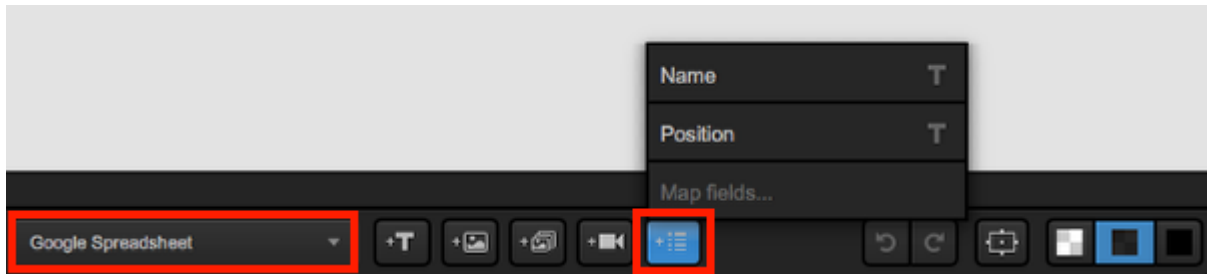 Name T
Position T
Map fields...
Google Spreadsheet +T + + + +